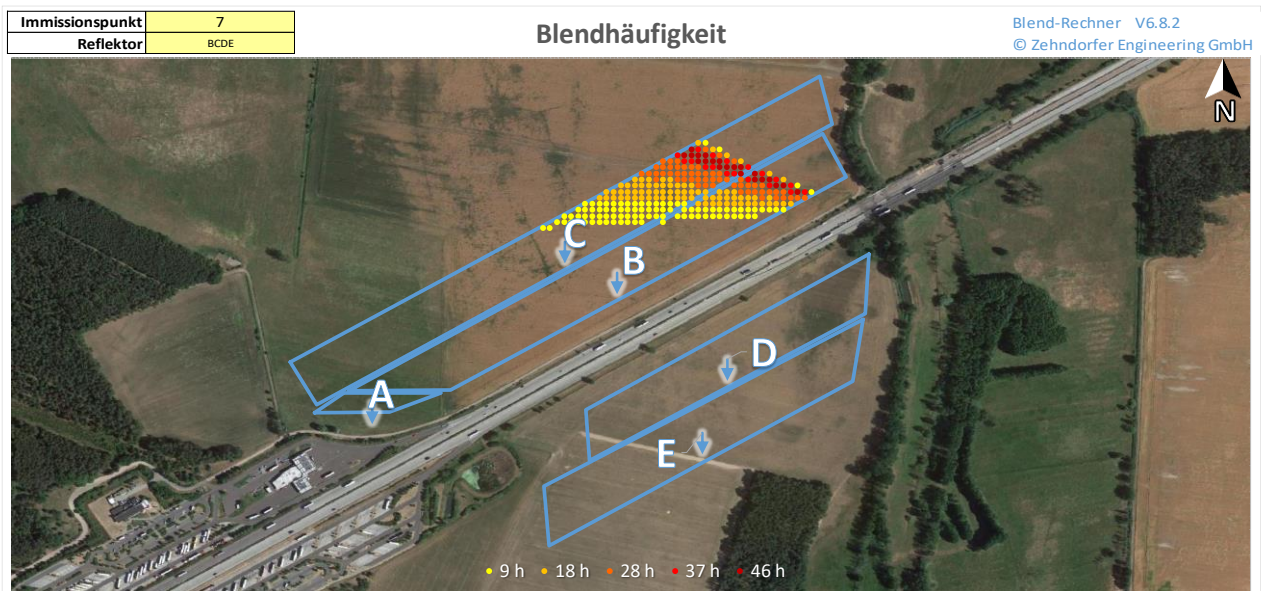 Immissionspunkt 7
Reflektor BCDE
Blendhäufigkeit
Blend-Rechner V6.8.2
© Zehndorfer Engineering GmbH
N
C
B
D
A
E
9 h 18 h 28 h 37 h 46 h